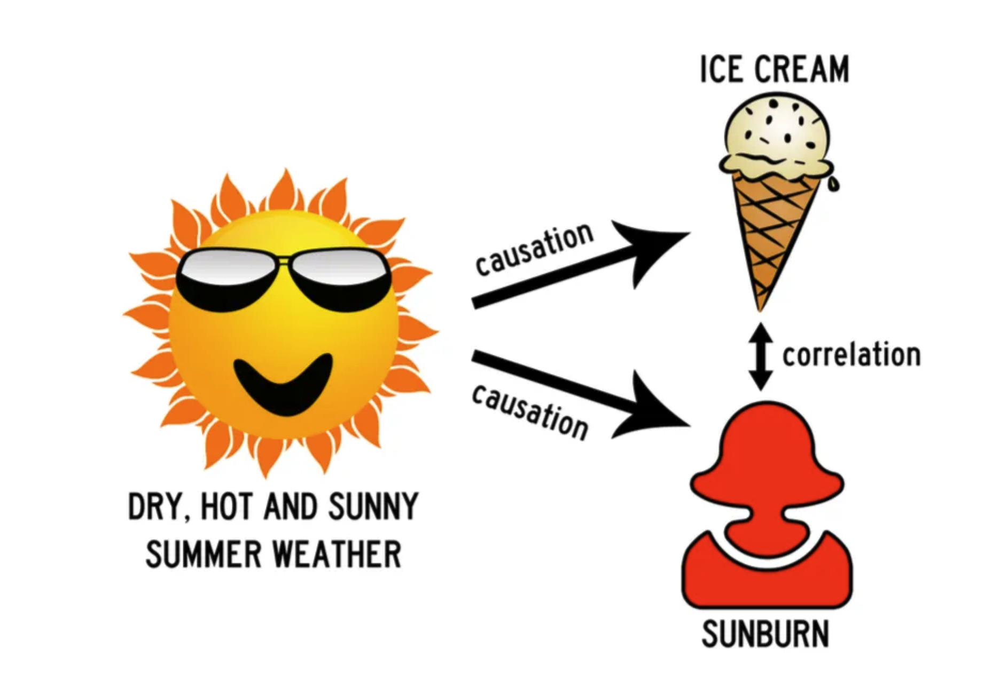 ICE CREAM
causation
correlation
causation
DRY, HOT AND SUNNY
SUMMER WEATHER
SUNBURN